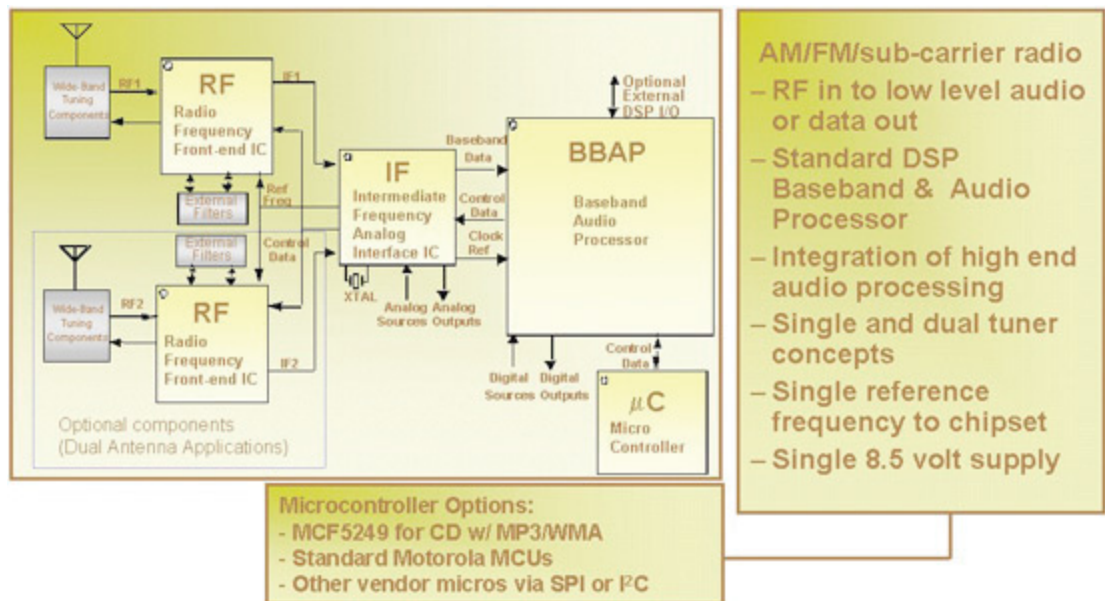 Wide-Band
Tuning
Components
RF1
RF
Radio
Frequency
Front-end IC
IF1
External
Filters
Ref
Freq
External
Filters
Control
Data
Wide-Band
Tuning
Components
RF2
RF
Radio
Frequency
Front-end IC
IF2
Optional components
(Dual Antenna Applications)
IF
Intermediate
Frequency
Analog
Interface IC
XTAL
Analog
Sources
Analog
Outputs
Baseband
Data
Control
Data
Clock
Ref
Optional
External
DSP I/O
BBAP
Baseband
Audio
Processor
Digital
Sources
Digital
Outputs
Control
Data
μC
Micro
Controller
AM/FM/sub-carrier radio
– RF in to low level audio
or data out
– Standard DSP
Baseband & Audio
Processor
– Integration of high end
audio processing
– Single and dual tuner
concepts
– Single reference
frequency to chipset
– Single 8.5 volt supply
Microcontroller Options:
- MCF5249 for CD w/ MP3/WMA
- Standard Motorola MCUs
- Other vendor micros via SPI or I²C